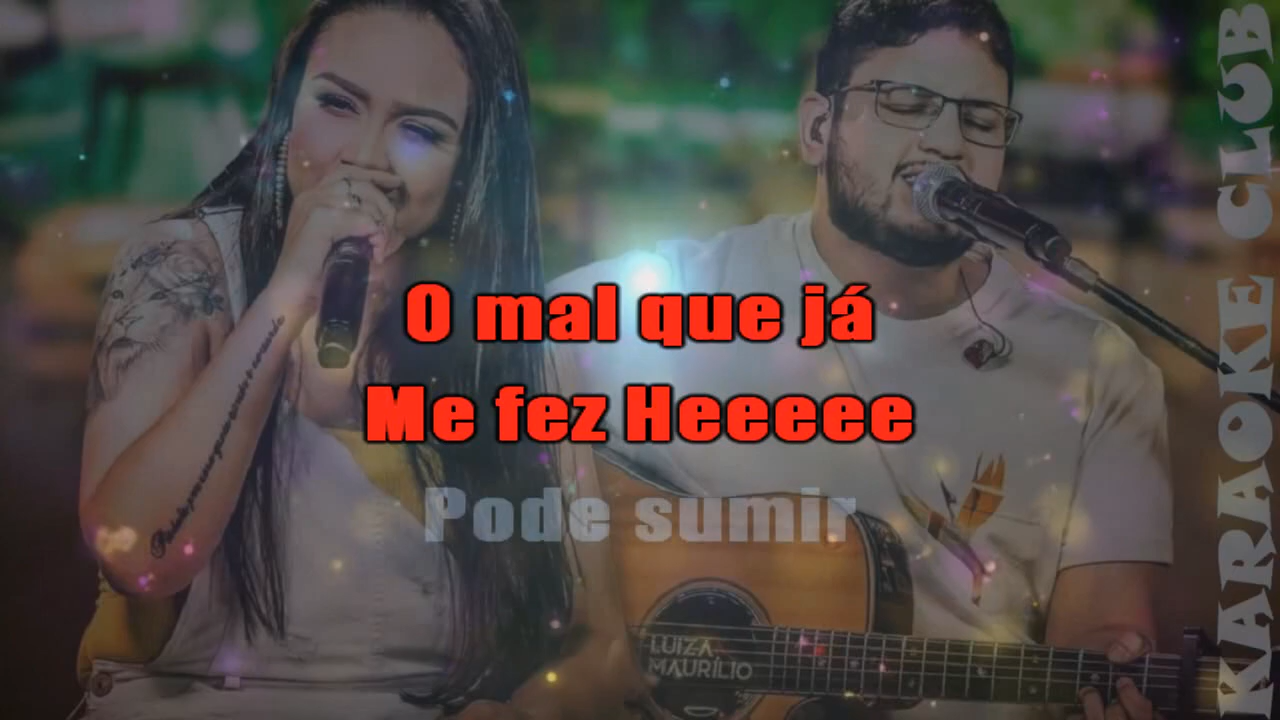 O mal que já
Me fez Heeeee
Pode sumir
LUIZA
MAURÍLIO
KARAOKE CLUB